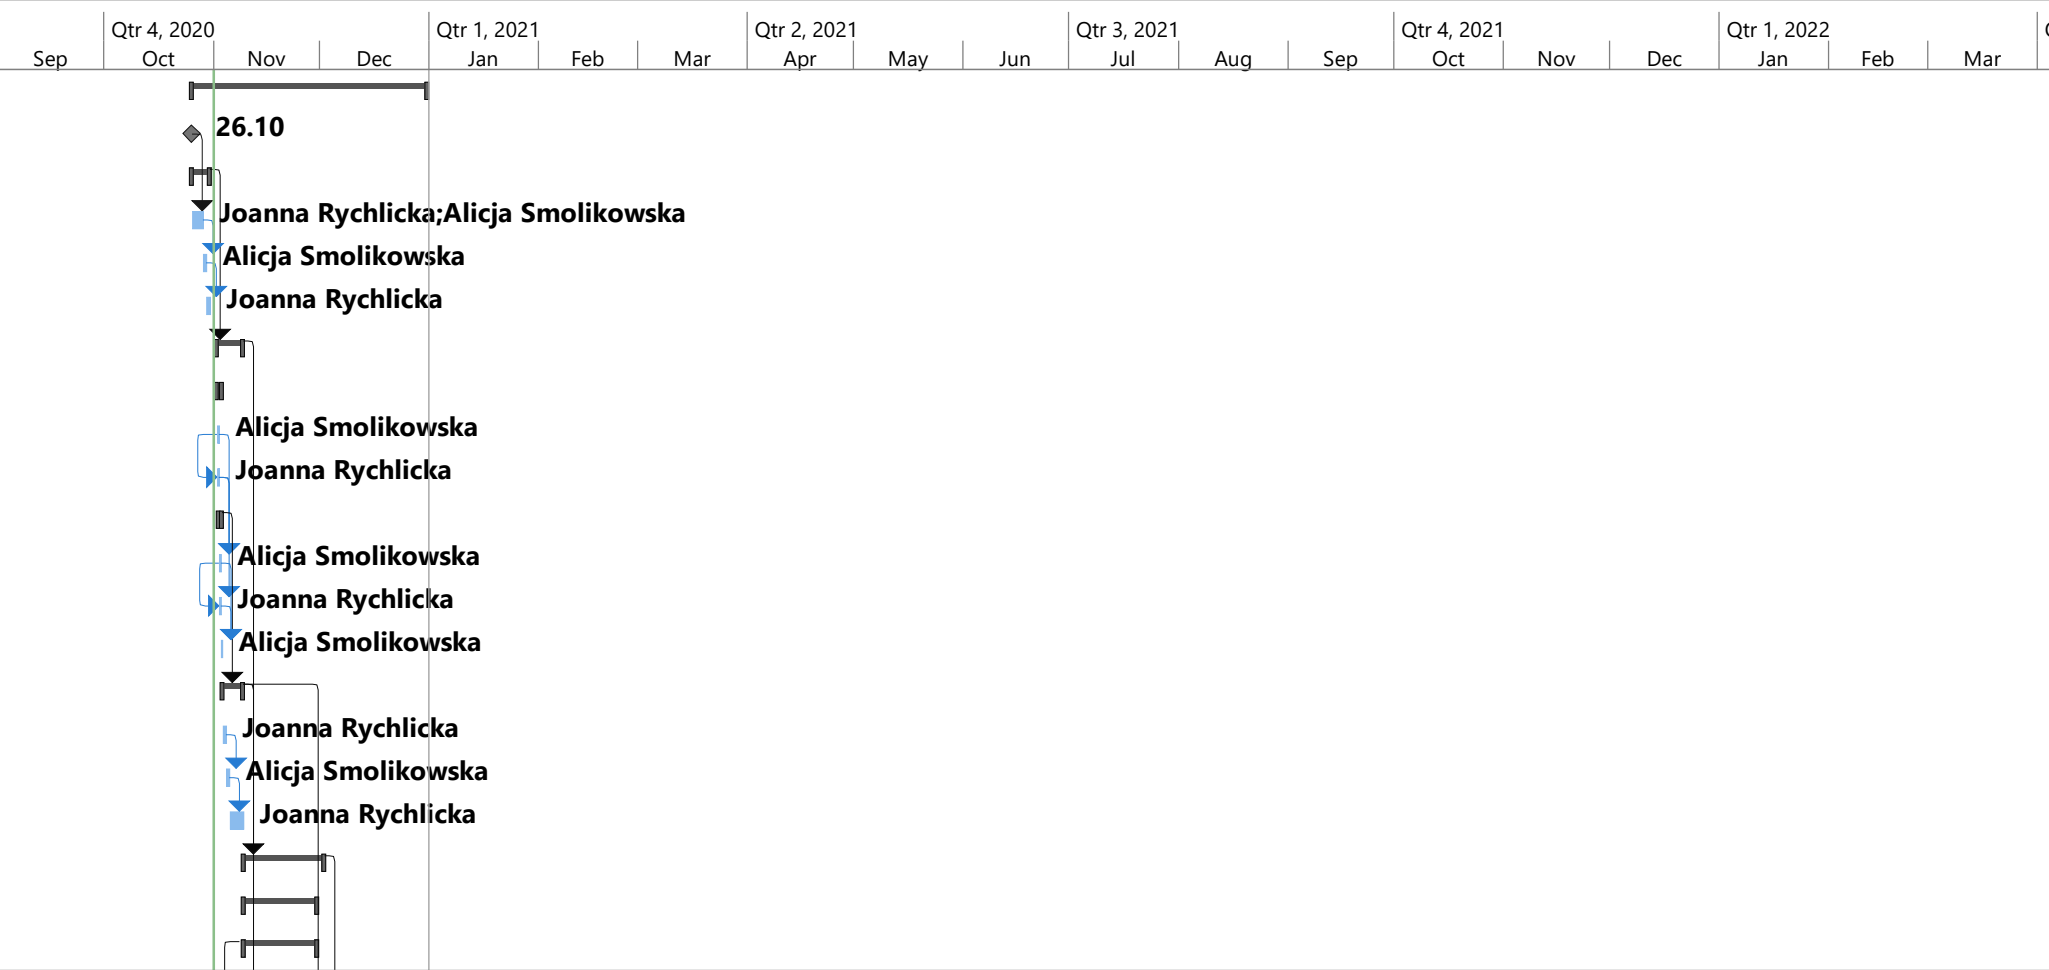 Qtr 4, 2020 Qtr 1, 2021 Qtr 2, 2021 Qtr 3, 2021 Qtr 4, 2021 Qtr 1, 2022
Sep Oct Nov Dec Jan Feb Mar Apr May Jun Jul Aug Sep Oct Nov Dec Jan Feb Mar
26.10
Joanna Rychlicka;Alicja Smolikowska
Alicja Smolikowska
Joanna Rychlicka
Alicja Smolikowska
Joanna Rychlicka
Alicja Smolikowska
Joanna Rychlicka
Alicja Smolikowska
Joanna Rychlicka
Alicja Smolikowska
Joanna Rychlicka